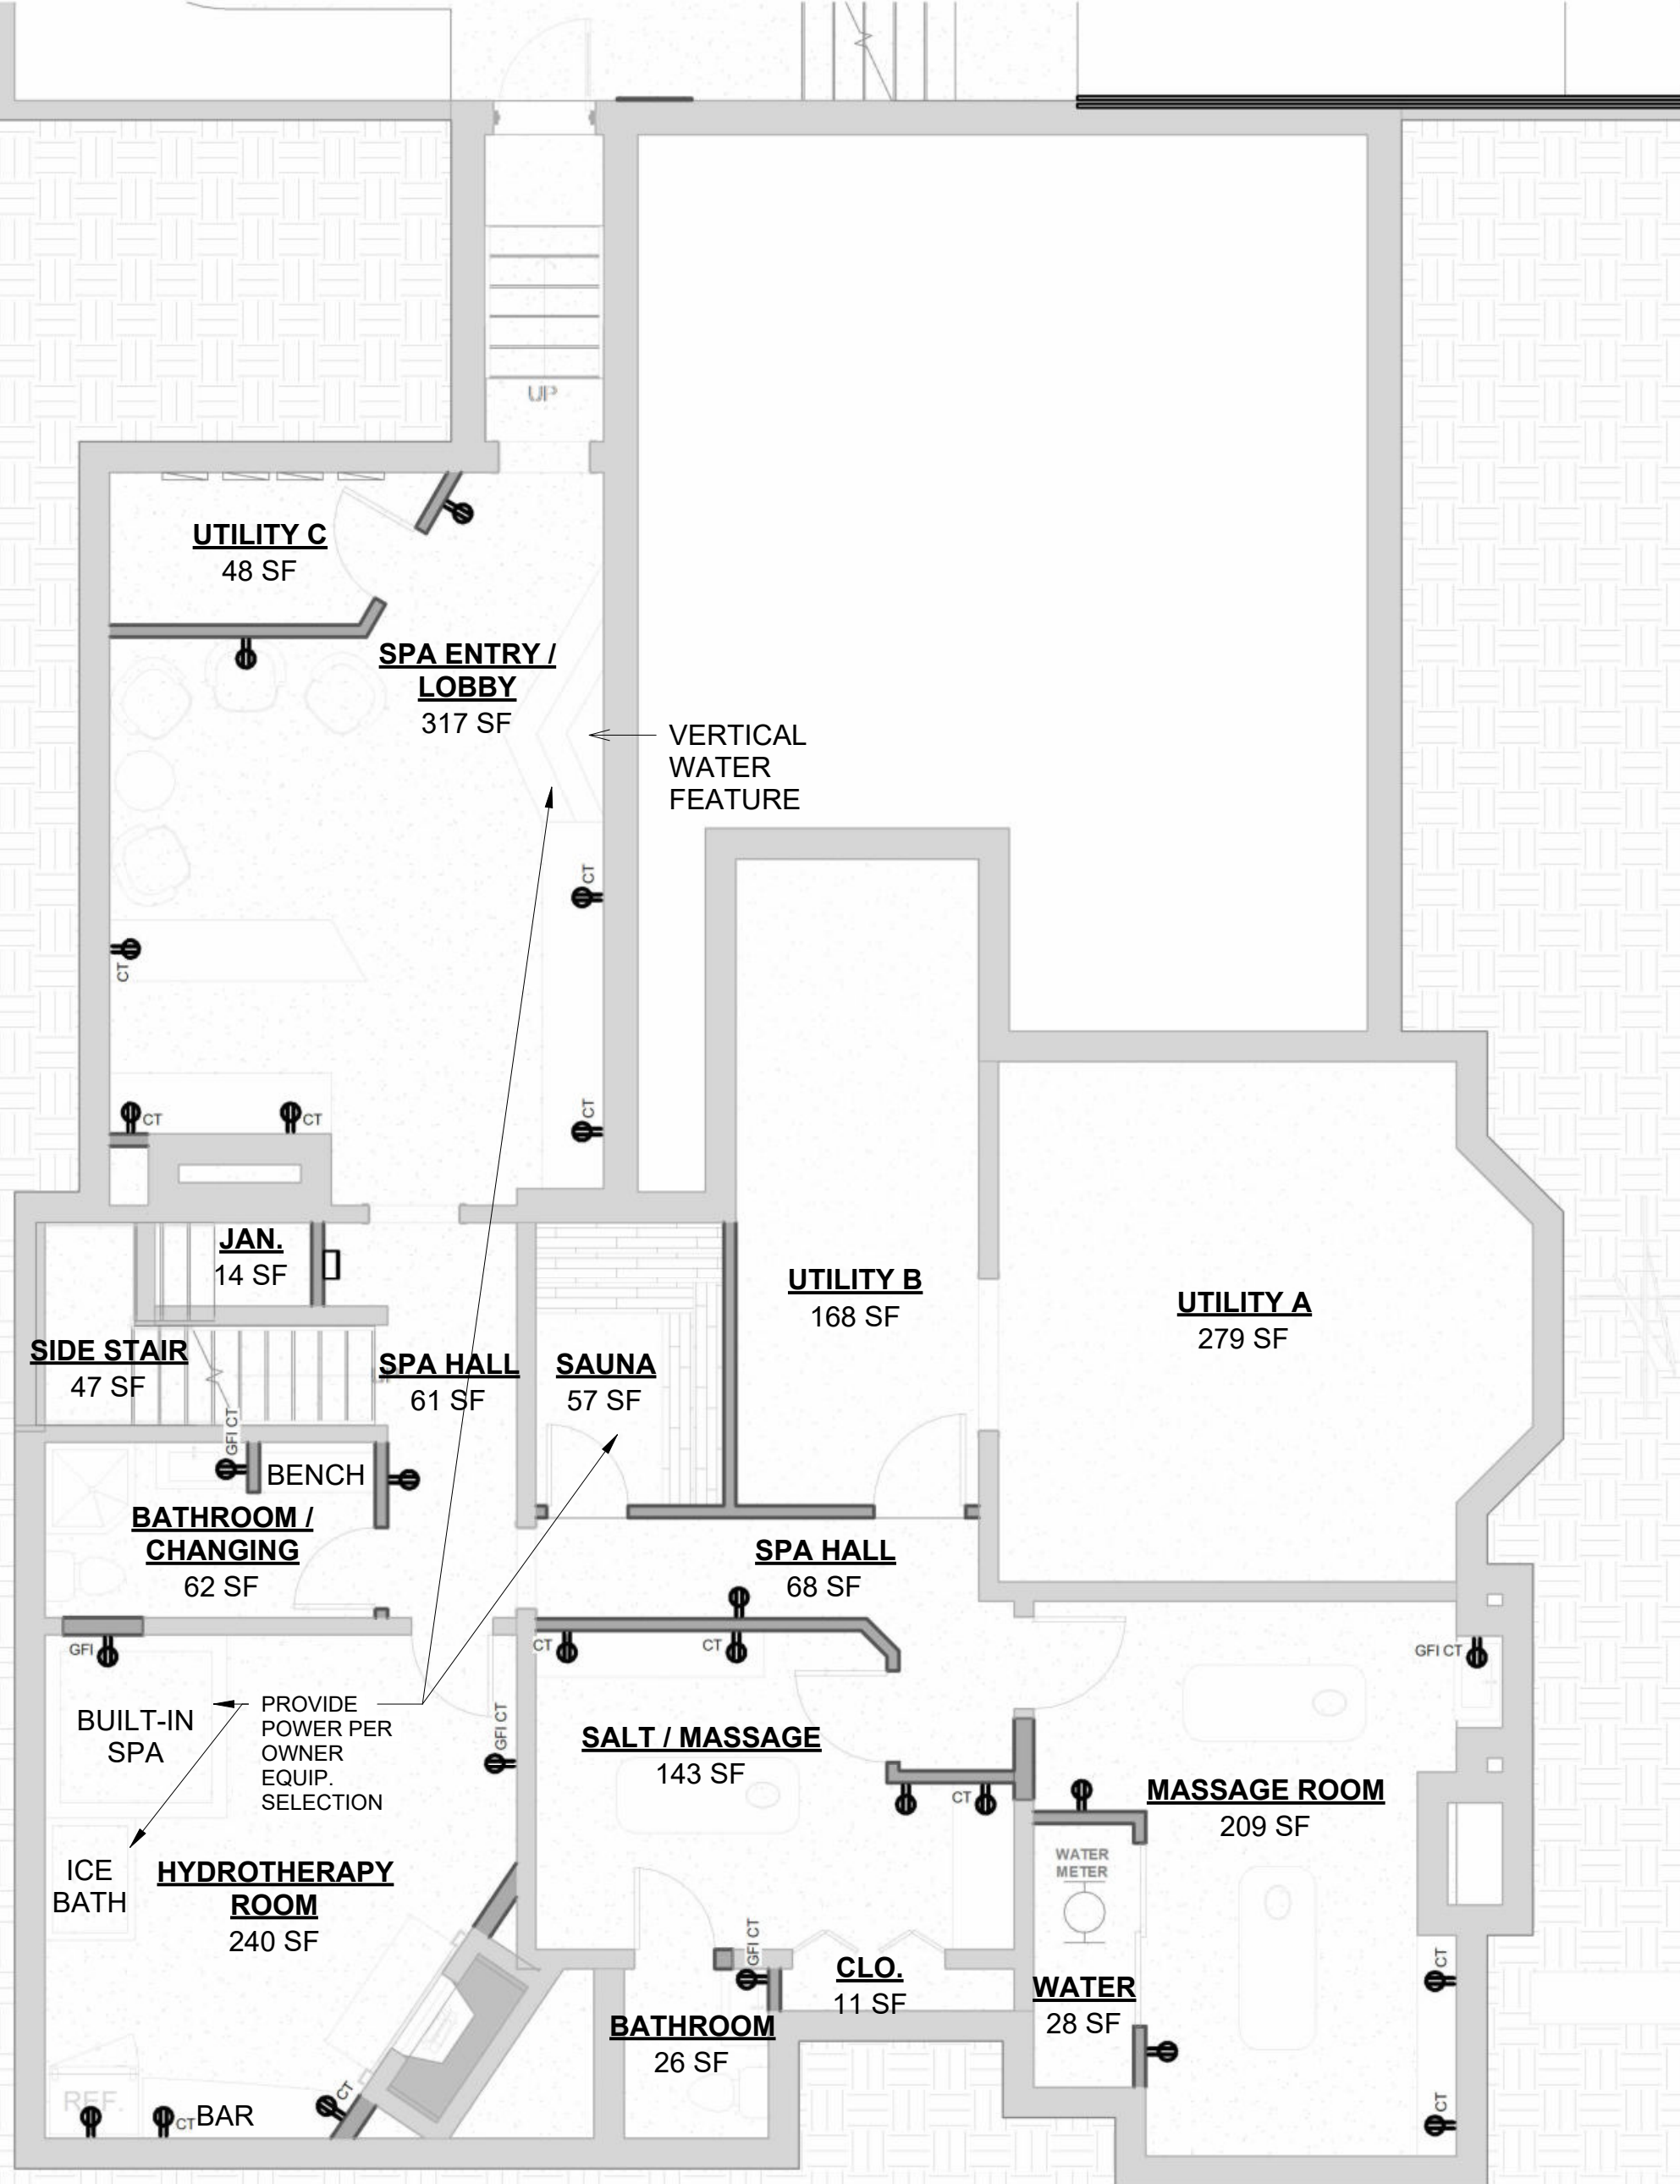 UP
UTILITY C
48 SF
SPA ENTRY /
LOBBY
317 SF
VERTICAL
WATER
FEATURE
CT
CT
CT
CT
CT
JAN.
14 SF
UTILITY B
168 SF
UTILITY A
279 SF
SIDE STAIR
47 SF
SPA HALL
61 SF
SAUNA
57 SF
GFI CT
BENCH
BATHROOM /
CHANGING
62 SF
SPA HALL
68 SF
GFI
CT
CT
GFI CT
BUILT-IN
SPA
PROVIDE
POWER PER
OWNER
EQUIP.
SELECTION
GFI CT
SALT / MASSAGE
143 SF
CT
MASSAGE ROOM
209 SF
WATER
METER
ICE
BATH
HYDROTHERAPY
ROOM
240 SF
GFI CT
CLO.
11 SF
WATER
28 SF
CT
BATHROOM
26 SF
REF.
CT
BAR
CT
CT